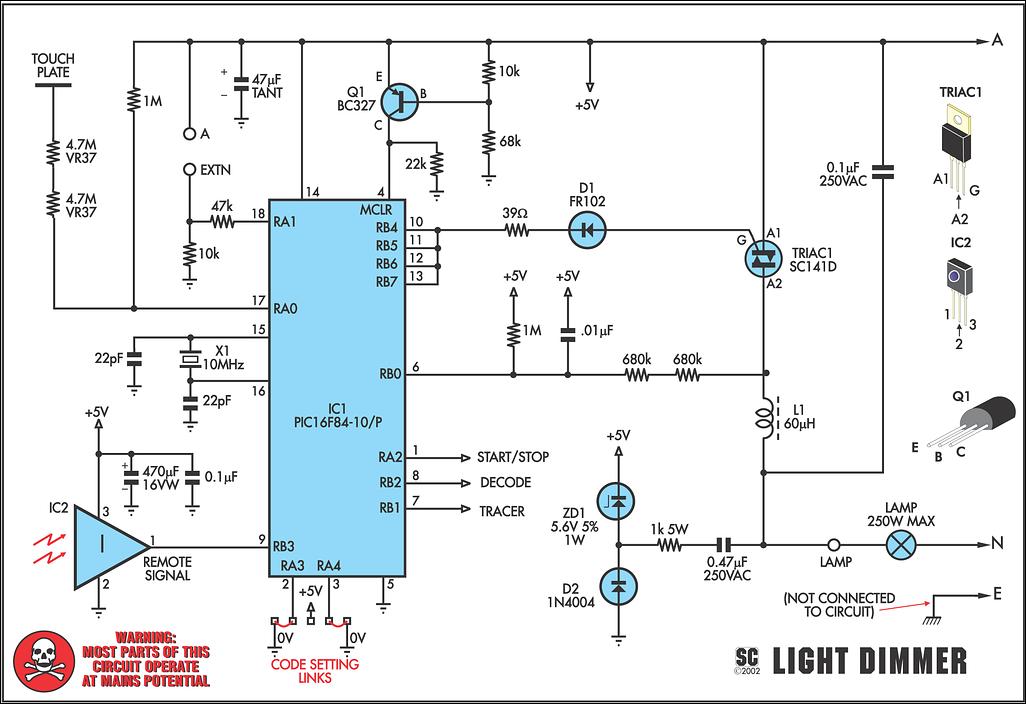 TOUCH
PLATE
4.7M
VR37
4.7M
VR37
1M
A
EXTN
47k
10k
+
47µF
–
TANT
Q1
BC327
E
B
C
10k
68k
22k
+5V
A
14
4
MCLR
18
RA1
17
RA0
15
16
RB4
10
RB5
11
RB6
12
RB7
13
39Ω
D1
FR102
G
A1
A2
TRIAC1
SC141D
0.1µF
250VAC
TRIAC1
A1
G
A2
IC2
1
3
2
Q1
E
B
C
22pF
X1
10MHz
22pF
+5V
+5V
1M
.01µF
RB0
6
680k
680k
L1
60µH
IC1
PIC16F84-10/P
+5V
+
470µF
–
16VW
0.1µF
IC2
3
I
1
2
REMOTE
SIGNAL
9
RB3
RA2
1
START/STOP
RB2
8
DECODE
RB1
7
TRACER
RA3
RA4
2
+5V
3
5
0V
0V
CODE SETTING
LINKS
+5V
ZD1
5.6V 5%
1W
D2
1N4004
1k 5W
0.47µF
250VAC
LAMP
LAMP
250W MAX
N
E
(NOT CONNECTED
TO CIRCUIT)
WARNING:
MOST PARTS OF THIS
CIRCUIT OPERATE
AT MAINS POTENTIAL
SC
©2002
LIGHT DIMMER